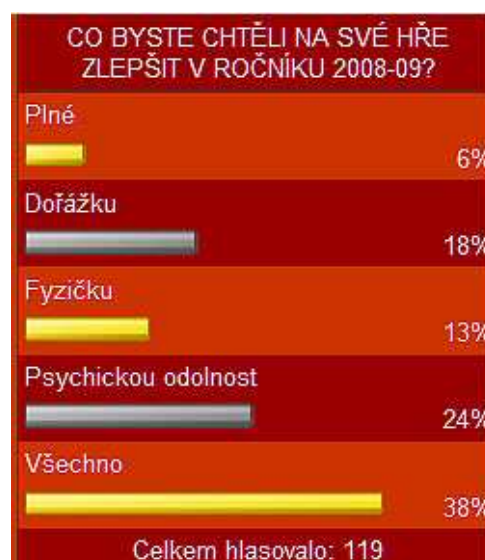 CO BYSTE CHTĚLI NA SVÉ HŘE
ZLEPŠIT V ROČNÍKU 2008-09?
Plné
6%
Dořážku
18%
Fyzičku
13%
Psychickou odolnost
24%
Všechno
38%
Celkem hlasovalo: 119